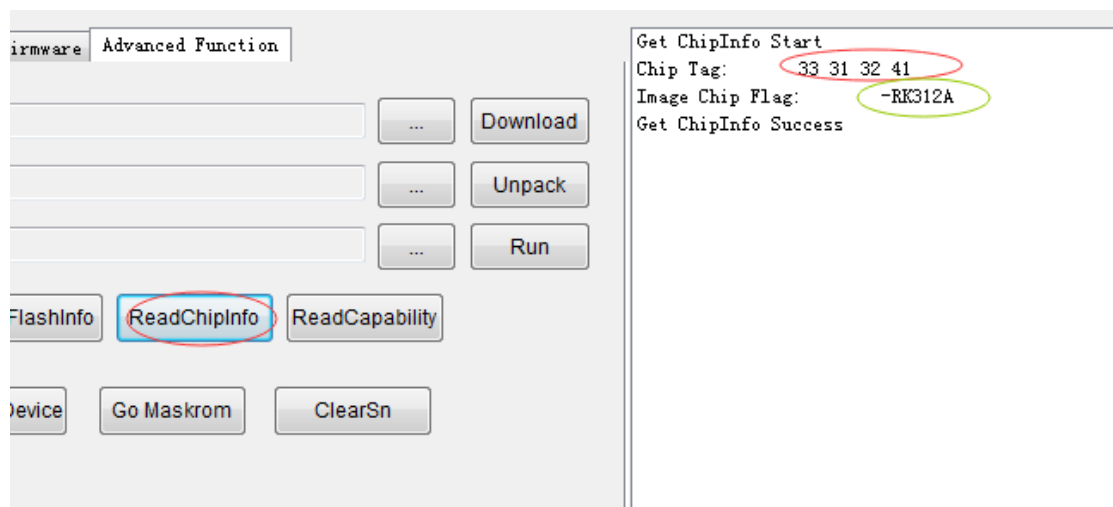 irmware Advanced Function
... Download
... Unpack
... Run
FlashInfo ReadChipInfo ReadCapability
Device Go Maskrom ClearSn
Get ChipInfo Start
Chip Tag: 33 31 32 41
Image Chip Flag: -RK312A
Get ChipInfo Success